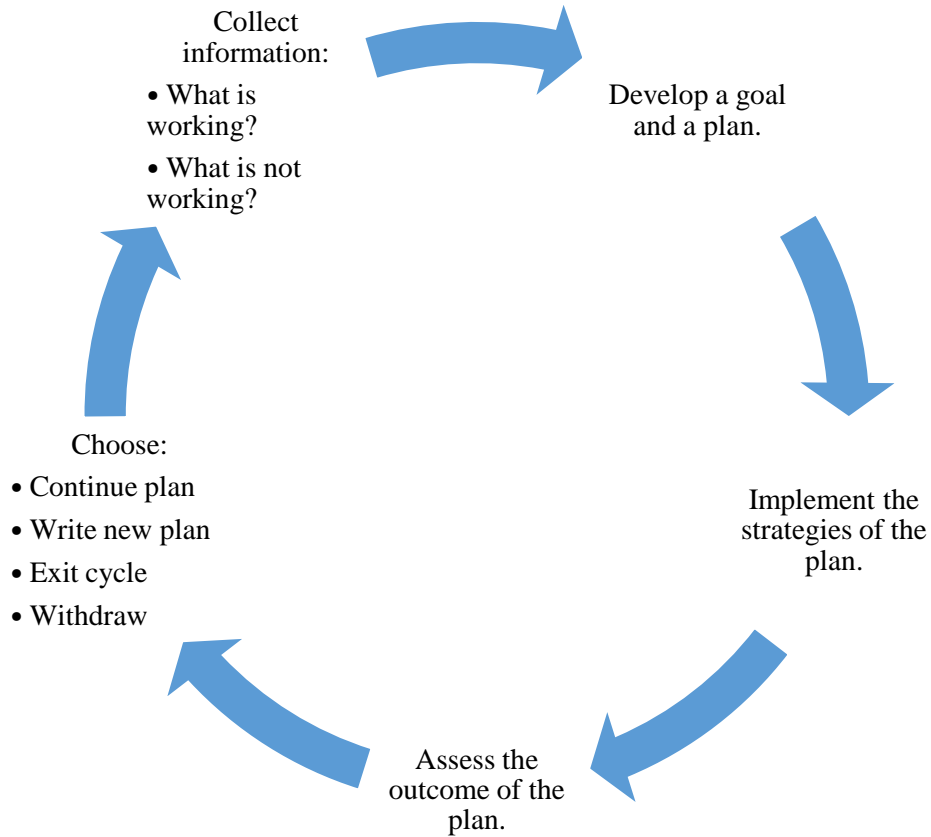 Collect
information:
• What is
working?
• What is not
working?
Develop a goal
and a plan.
Implement the
strategies of the
plan.
Assess the
outcome of the
plan.
Choose:
• Continue plan
• Write new plan
• Exit cycle
• Withdraw